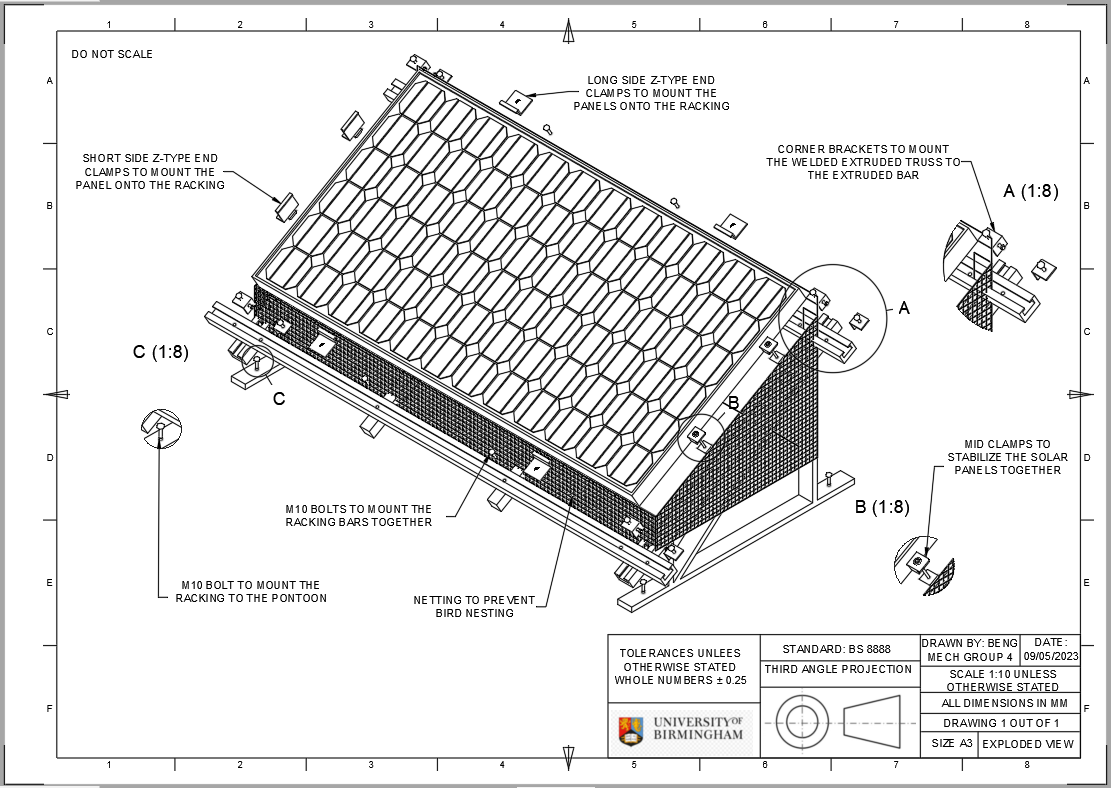 1 2 3 4 5 6 7 8
DO NOT SCALE
A A
LONG SIDE Z-TYPE END
CLAMPS TO MOUNT THE
PANELS ONTO THE RACKING
SHORT SIDE Z-TYPE END
CLAMPS TO MOUNT THE
PANEL ONTO THE RACKING
CORNER BRACKETS TO MOUNT
THE WELDED EXTRUDED TRUSS TO
THE EXTRUDED BAR
A (1:8)
B B
A
C C
C (1:8)
C
B
D D
MID CLAMPS TO
STABILIZE THE SOLAR
PANELS TOGETHER
B (1:8)
M10 BOLTS TO MOUNT THE
RACKING BARS TOGETHER
E E
M10 BOLT TO MOUNT THE
RACKING TO THE PONTOON
NETTING TO PREVENT
BIRD NESTING
F F
TOLERANCES UNLEES
OTHERWISE STATED
WHOLE NUMBERS ± 0.25
STANDARD: BS 8888
THIRD ANGLE PROJECTION
DRAWN BY: BENG
MECH GROUP 4
DATE:
09/05/2023
SCALE 1:10 UNLESS
OTHERWISE STATED
ALL DIMENSIONS IN MM
DRAWING 1 OUT OF 1
SIZE A3
EXPLODED VIEW
UNIVERSITY OF
BIRMINGHAM
1 2 3 4 5 6 7 8